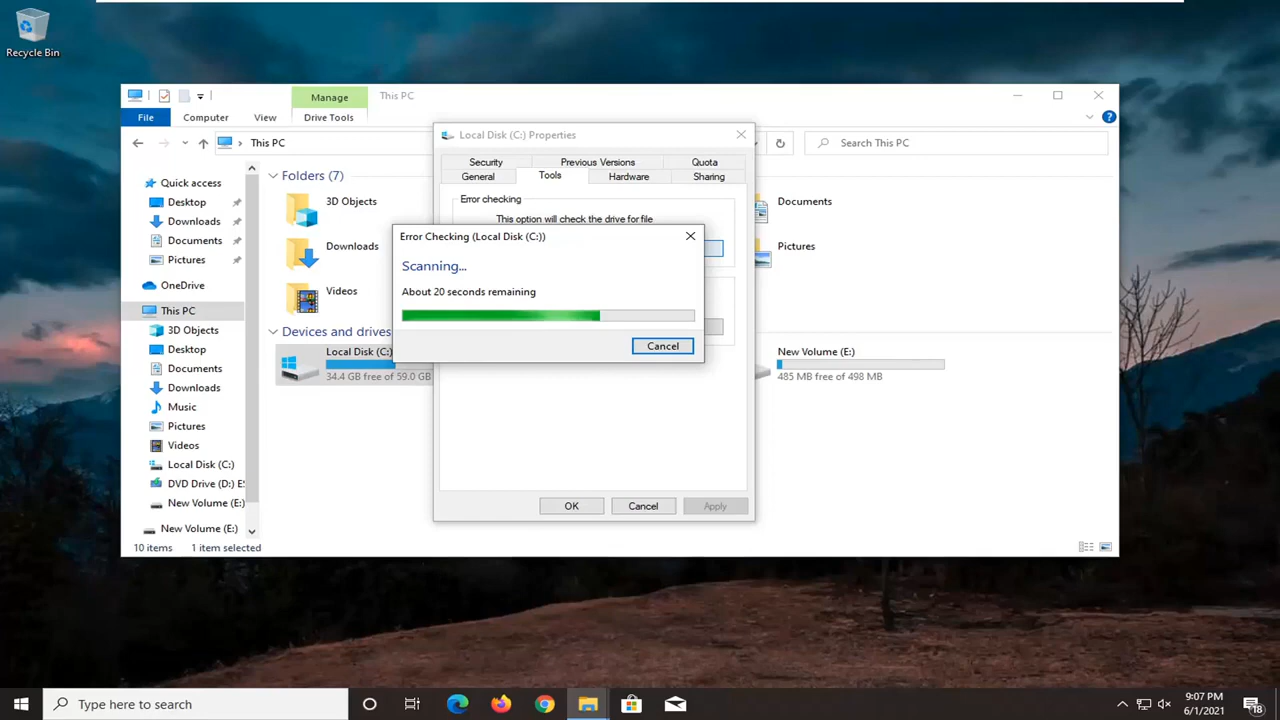 Recycle Bin
Manage
This PC
File
Computer
View
Drive Tools
This PC
Search This PC
Quick access
Desktop
Downloads
Documents
Pictures
OneDrive
This PC
3D Objects
Desktop
Documents
Downloads
Music
Pictures
Videos
Local Disk (C:)
DVD Drive (D:) ES
New Volume (E:)
New Volume (E:)
10 items
1 item selected
Folders (7)
3D Objects
Downloads
Videos
Documents
Pictures
Devices and drives
Local Disk (C:)
34.4 GB free of 59.0 GB
New Volume (E:)
485 MB free of 498 MB
Local Disk (C:) Properties
Security
Previous Versions
Quota
General
Tools
Hardware
Sharing
Error checking
This option will check the drive for file
Error Checking (Local Disk (C:))
Scanning...
About 20 seconds remaining
Cancel
OK
Cancel
Apply
Type here to search
9:07 PM
6/1/2021
18